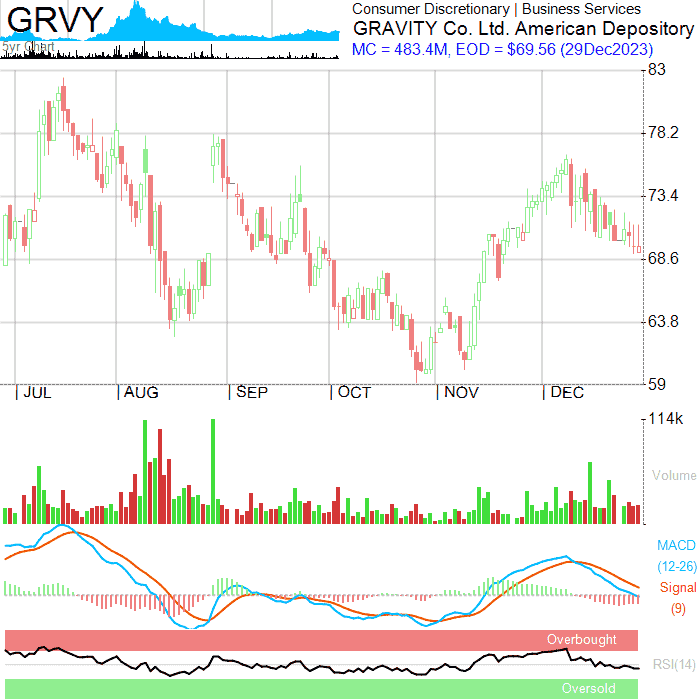 GRVY
5yr Chart
Consumer Discretionary | Business Services
GRAVITY Co. Ltd. American Depository
MC = 483.4M, EOD = $69.56 (29Dec2023)
83
78.2
73.4
68.6
63.8
59
JUL AUG SEP OCT NOV DEC
114k
Volume
MACD
(12-26)
Signal
(9)
Overbought
RSI(14)
Oversold